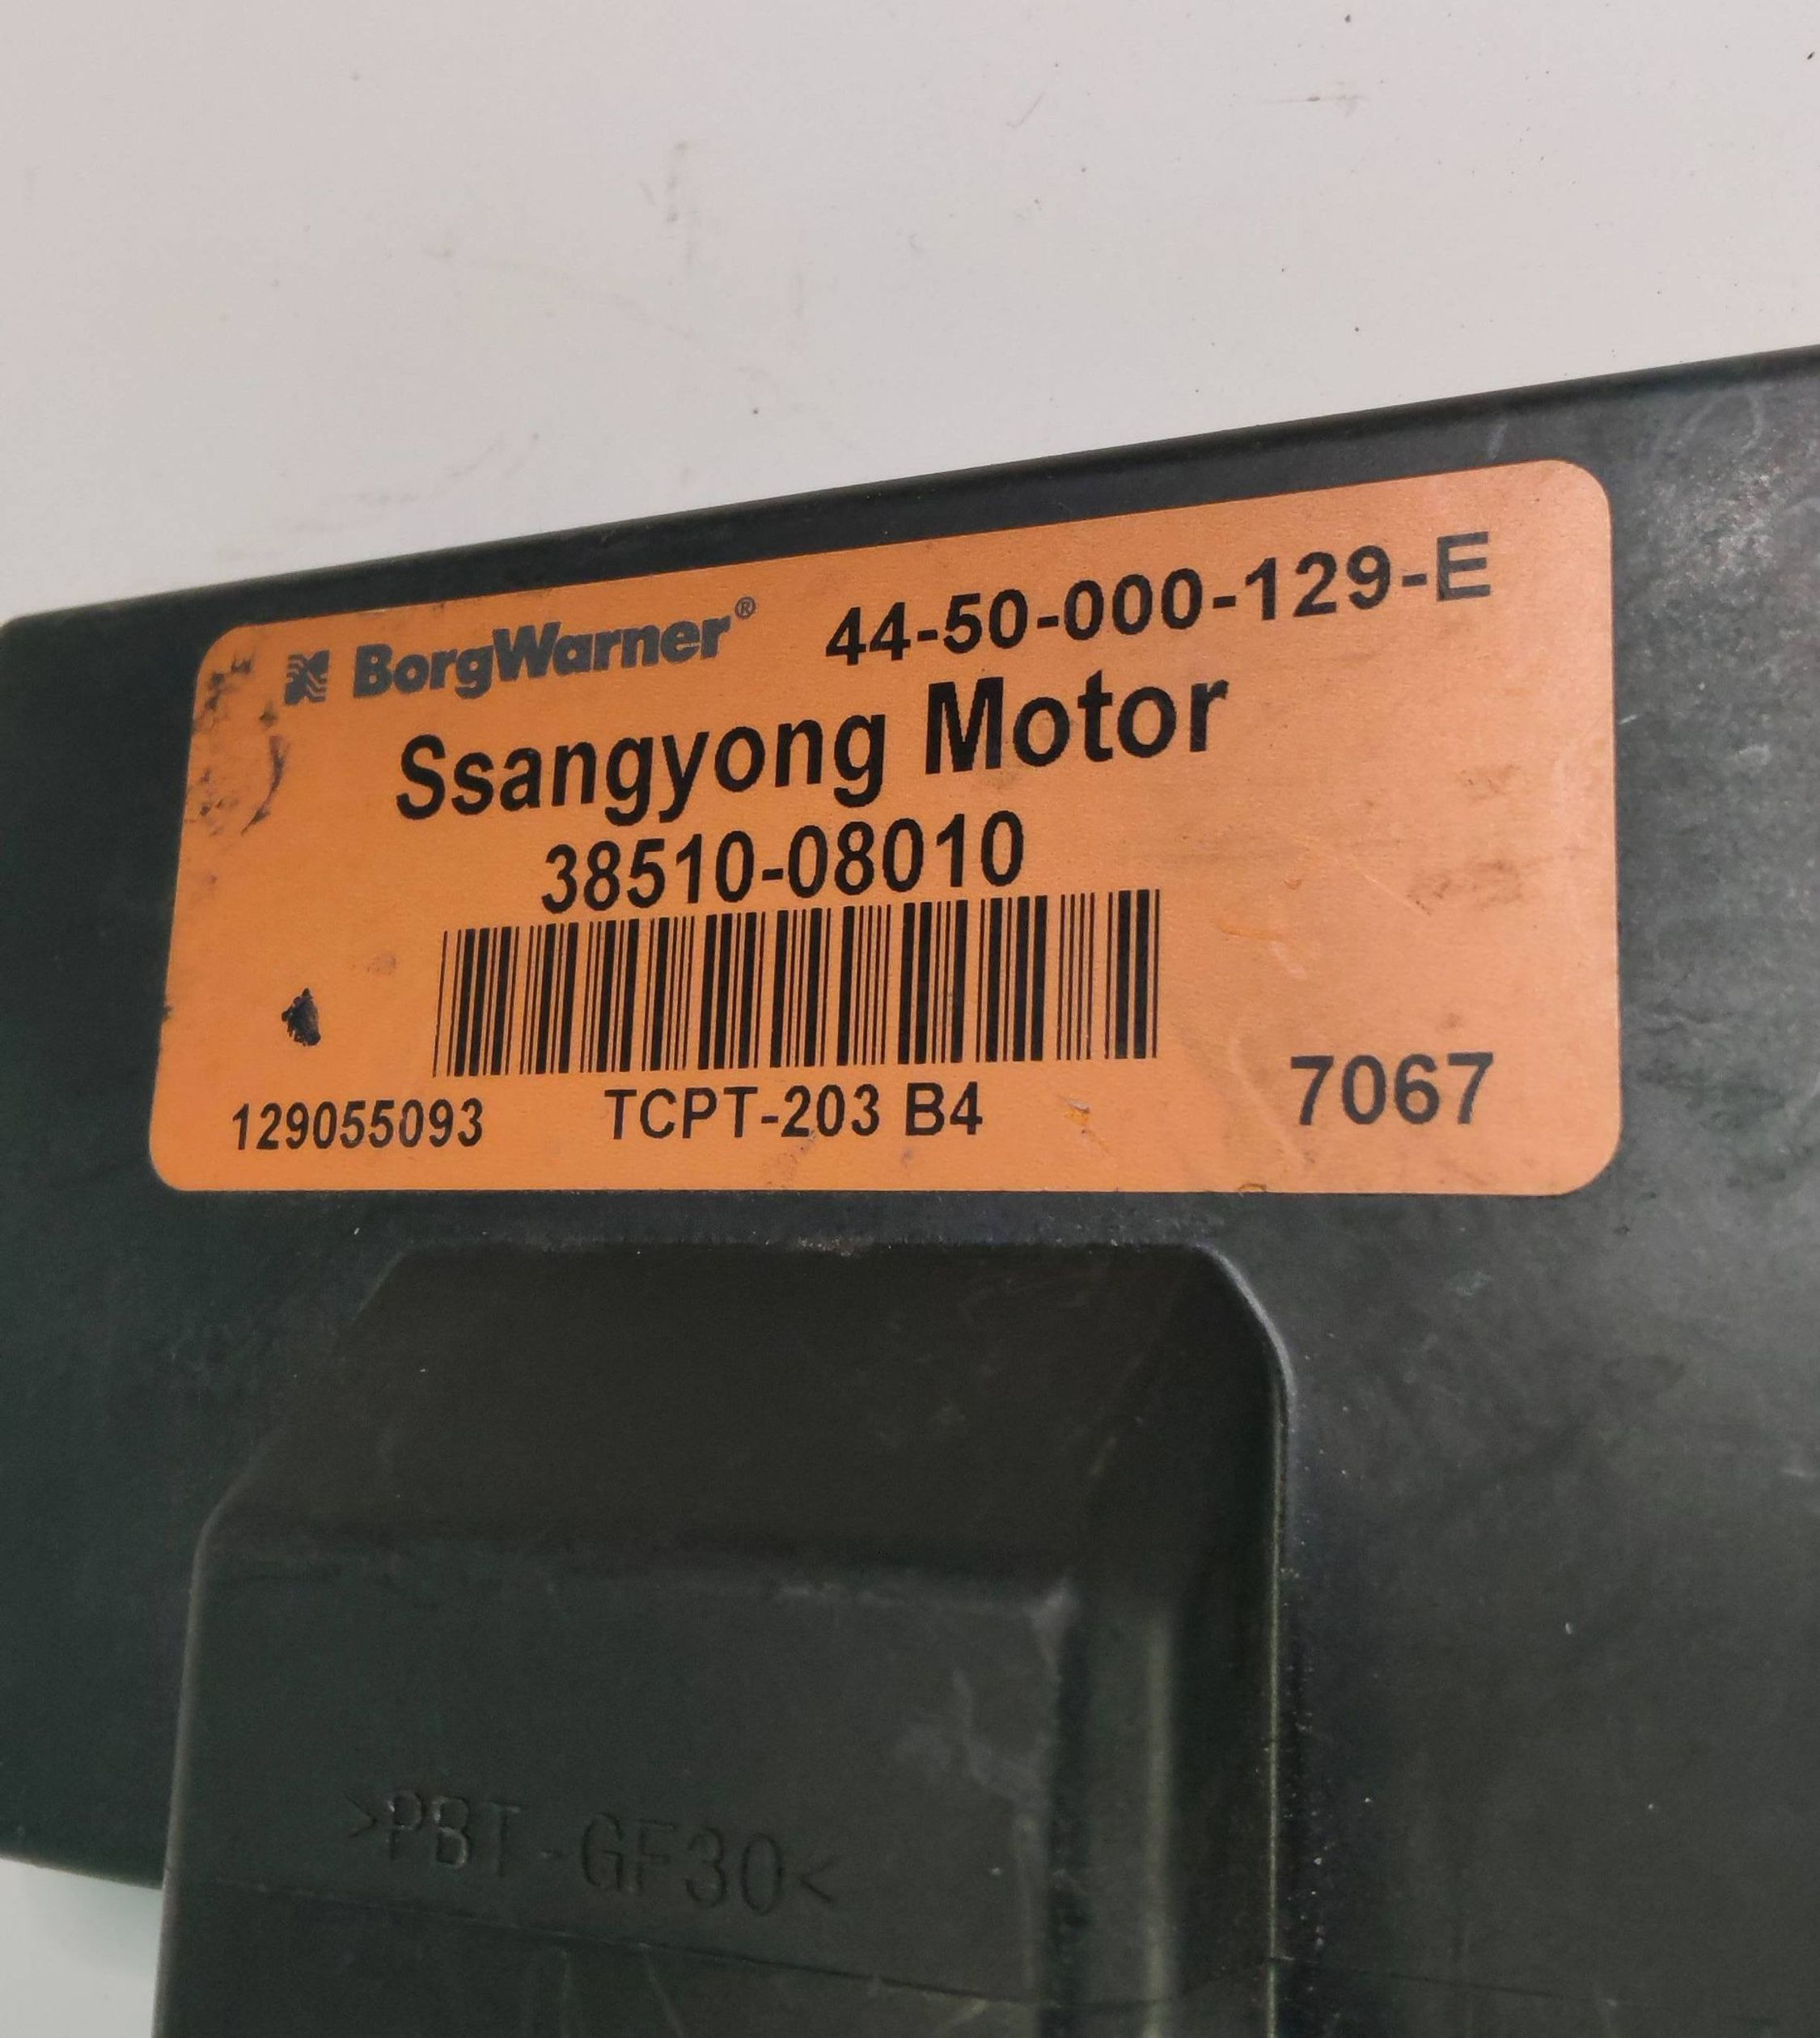 BorgWarner® 44-50-000-129-E
Ssangyong Motor
38510-08010
129055093 TCPT-203 B4 7067
>PBT-GF30<